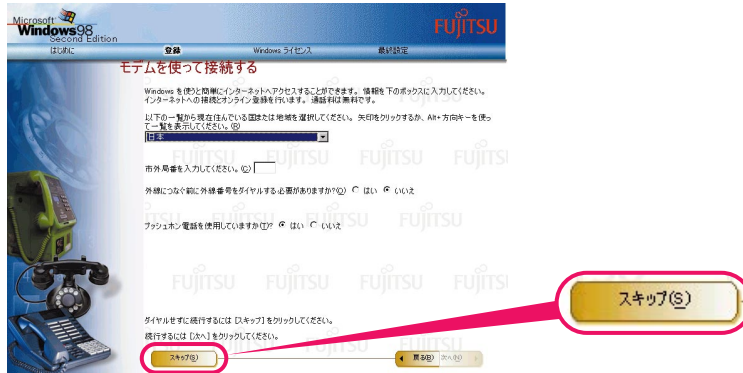 Microsoft
Windows98
Second Edition
FUJITSU
はじめに 登録 Windows ライセンス 最終設定
モデムを使って接続する
Windows を使うと簡単にインターネットへアクセスすることができます。 情報を下のボックスに入力してください。
インターネットへの接続とオンライン登録を行います。 通話料は無料です。
以下の一覧から現在住んでいる国または地域を選択してください。 矢印をクリックするか、Alt+方向キーを使っ
て一覧を表示してください。(R)
日本
市外局番を入力してください。(C)
外線につなぐ前に外線番号をダイヤルする必要がありますか?(O) はい いいえ
プッシュホン電話を使用していますか(T)? はい いいえ
ダイヤルせずに続行するには [スキップ] をクリックしてください。
続行するには [次へ] をクリックしてください。
スキップ(S) 戻る(B) 次へ(N)
スキップ(S)